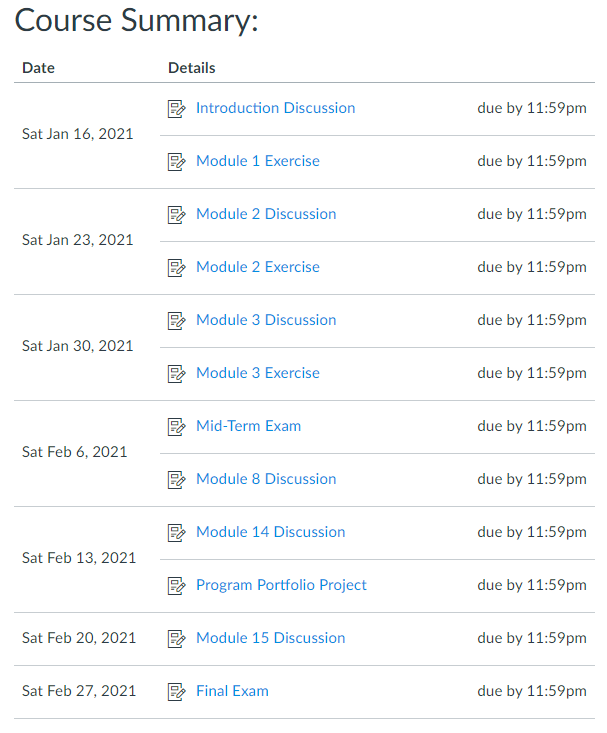 Course Summary:
Date Details
Introduction Discussion due by 11:59pm
Sat Jan 16, 2021
Module 1 Exercise due by 11:59pm
Module 2 Discussion due by 11:59pm
Sat Jan 23, 2021
Module 2 Exercise due by 11:59pm
Module 3 Discussion due by 11:59pm
Sat Jan 30, 2021
Module 3 Exercise due by 11:59pm
Mid-Term Exam due by 11:59pm
Sat Feb 6, 2021
Module 8 Discussion due by 11:59pm
Module 14 Discussion due by 11:59pm
Sat Feb 13, 2021
Program Portfolio Project due by 11:59pm
Sat Feb 20, 2021 Module 15 Discussion due by 11:59pm
Sat Feb 27, 2021 Final Exam due by 11:59pm